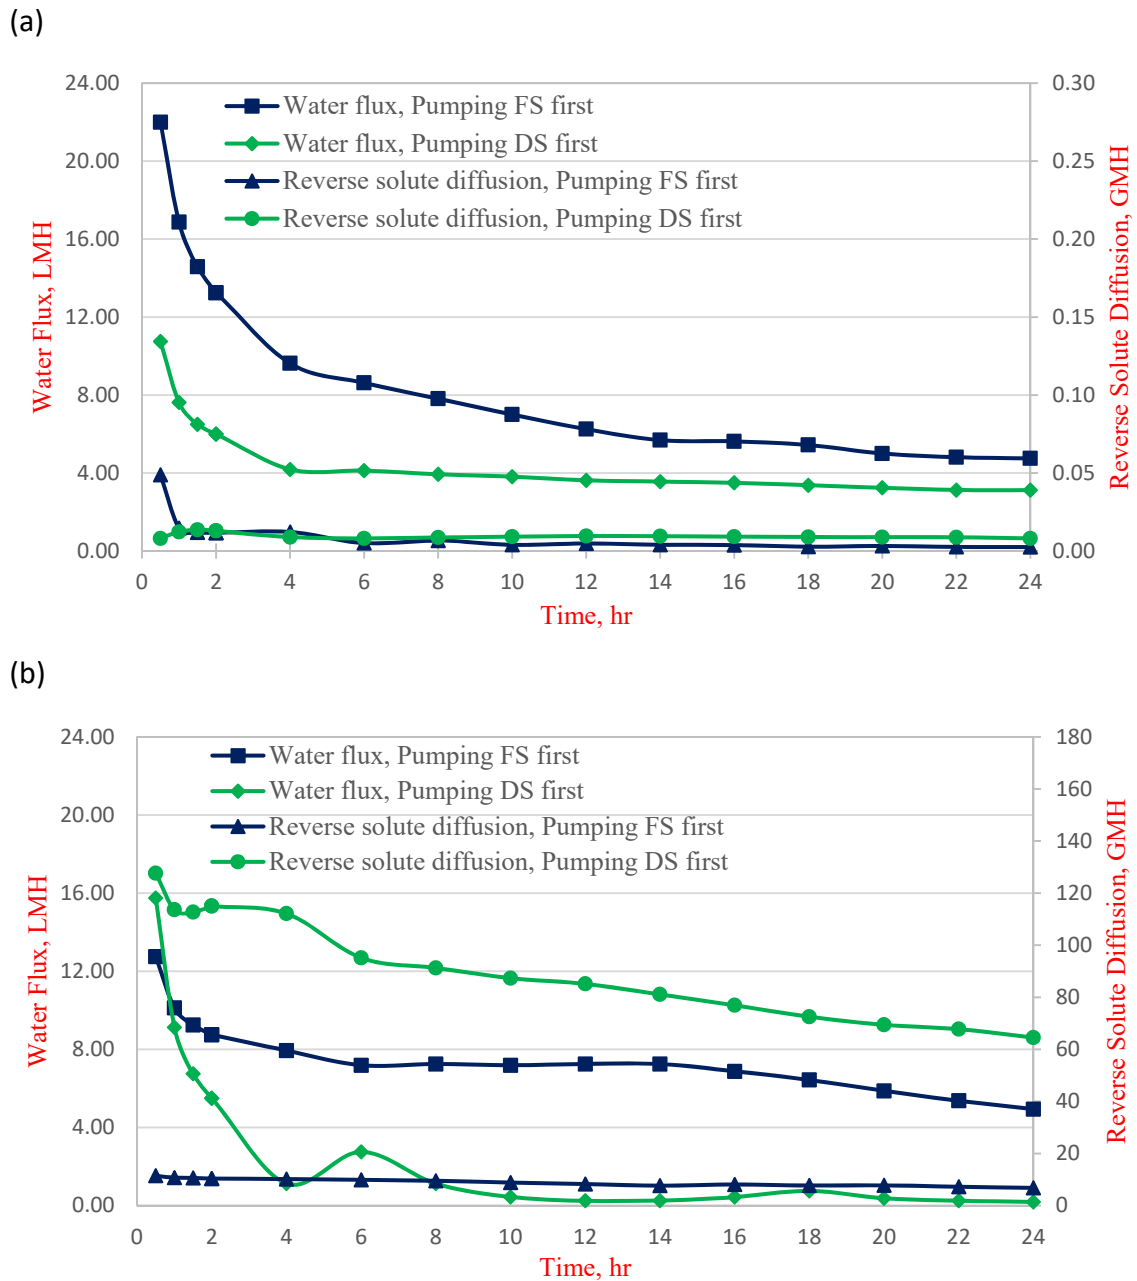 (a)
24.00
20.00
16.00
12.00
8.00
4.00
0.00
Water Flux, LMH
Water flux, Pumping FS first
Water flux, Pumping DS first
Reverse solute diffusion, Pumping FS first
Reverse solute diffusion, Pumping DS first
0.30
0.25
0.20
0.15
0.10
0.05
0.00
Reverse Solute Diffusion, GMH
0 2 4 6 8 10 12 14 16 18 20 22 24
Time, hr
(b)
24.00
20.00
16.00
12.00
8.00
4.00
0.00
Water Flux, LMH
Water flux, Pumping FS first
Water flux, Pumping DS first
Reverse solute diffusion, Pumping FS first
Reverse solute diffusion, Pumping DS first
180
160
140
120
100
80
60
40
20
0
Reverse Solute Diffusion, GMH
0 2 4 6 8 10 12 14 16 18 20 22 24
Time, hr